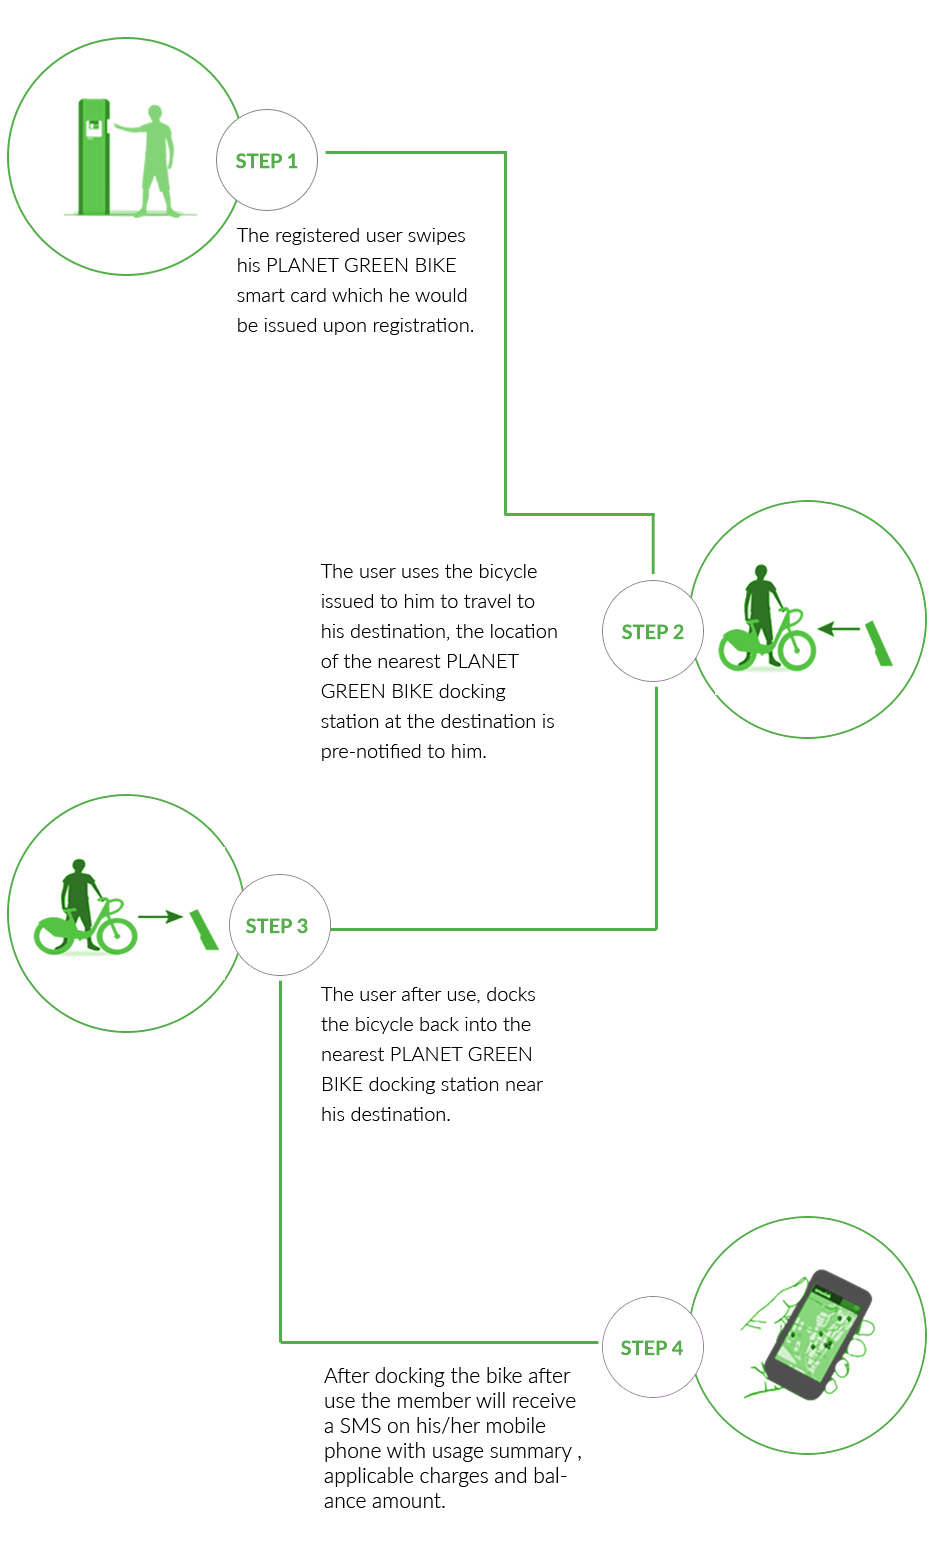 STEP 1
The registered user swipes
his PLANET GREEN BIKE
smart card which he would
be issued upon registration.
STEP 2
The user uses the bicycle
issued to him to travel to
his destination, the location
of the nearest PLANET
GREEN BIKE docking
station at the destination is
pre-notified to him.
STEP 3
The user after use, docks
the bicycle back into the
nearest PLANET GREEN
BIKE docking station near
his destination.
STEP 4
After docking the bike after
use the member will receive
a SMS on his/her mobile
phone with usage summary ,
applicable charges and bal-
ance amount.